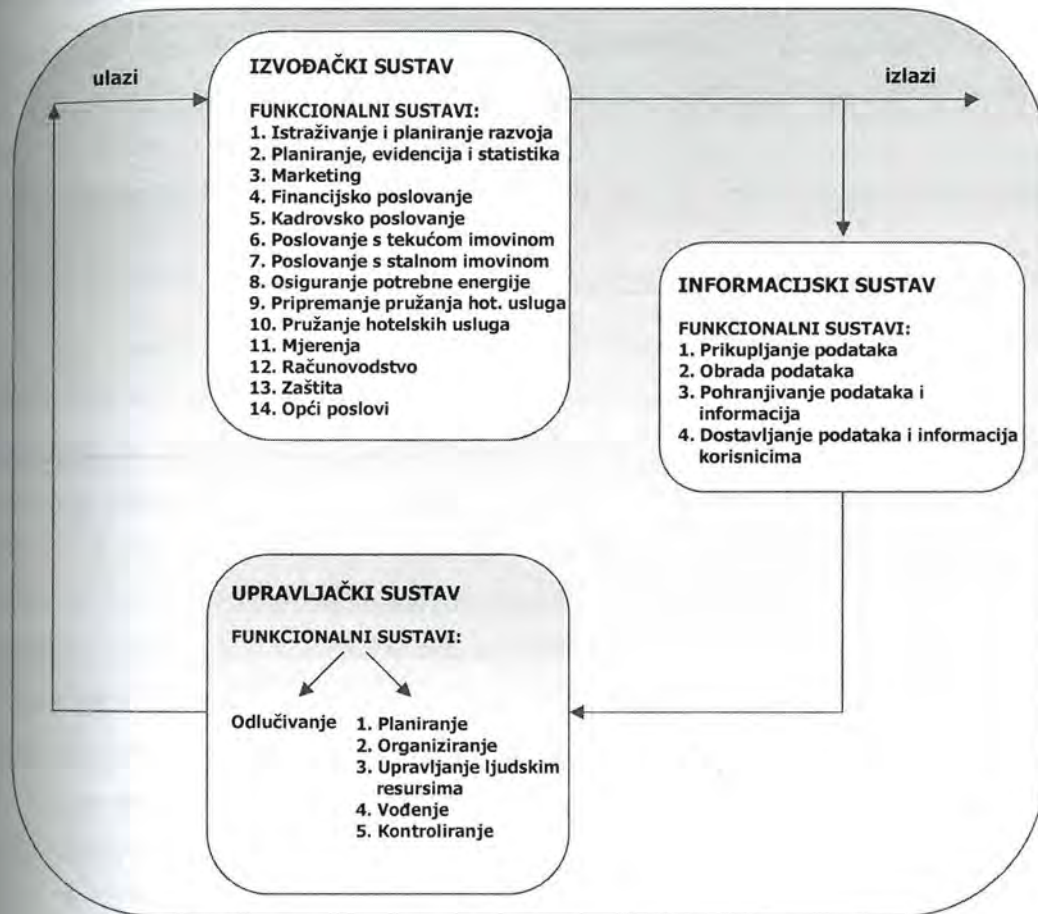 ulazi
izlazi
IZVOĐAČKI SUSTAV
FUNKCIONALNI SUSTAVI:
1. Istraživanje i planiranje razvoja
2. Planiranje, evidencija i statistika
3. Marketing
4. Financijsko poslovanje
5. Kadrovsko poslovanje
6. Poslovanje s tekućom imovinom
7. Poslovanje s stalnom imovinom
8. Osiguranje potrebne energije
9. Pripremanje pružanja hot. usluga
10. Pružanje hotelskih usluga
11. Mjerenja
12. Računovodstvo
13. Zaštita
14. Opći poslovi
INFORMACIJSKI SUSTAV
FUNKCIONALNI SUSTAVI:
1. Prikupljanje podataka
2. Obrada podataka
3. Pohranjivanje podataka i
informacija
4. Dostavljanje podataka i informacija
korisnicima
UPRAVLJAČKI SUSTAV
FUNKCIONALNI SUSTAVI:
Odlučivanje
1. Planiranje
2. Organiziranje
3. Upravljanje ljudskim
resursima
4. Vođenje
5. Kontroliranje